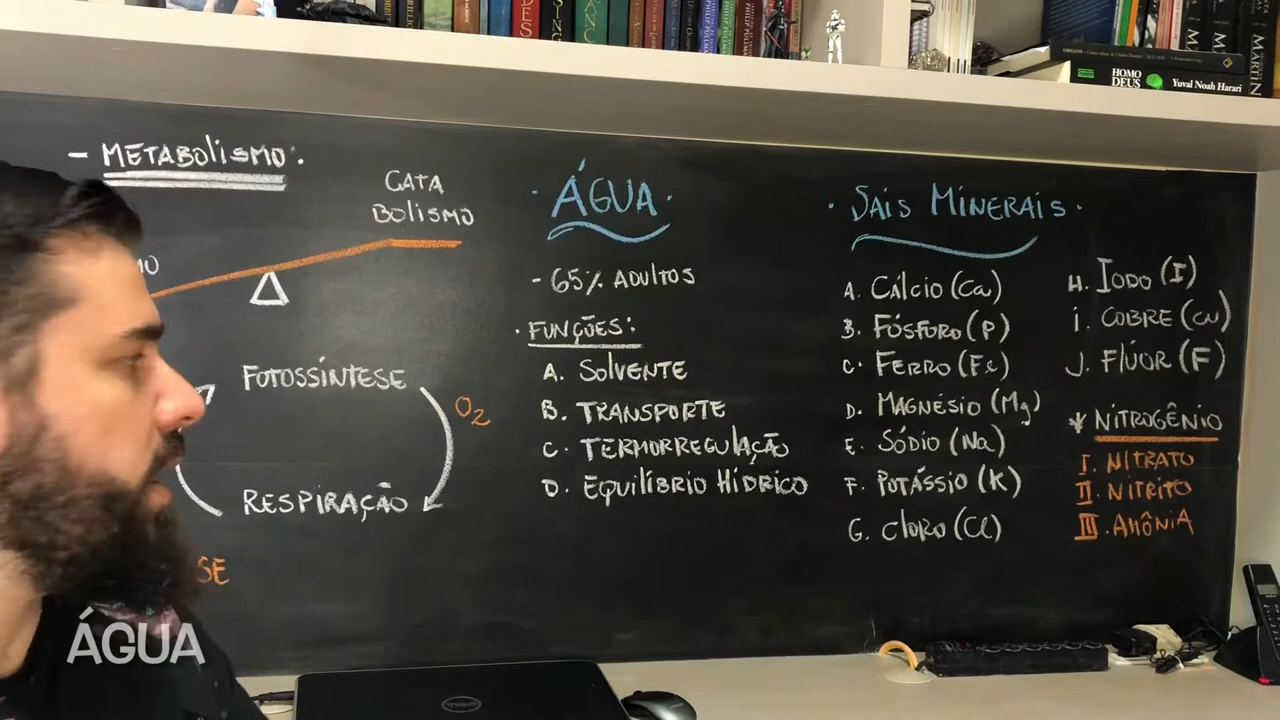 HOMO
DEUS
Yuval Noah Harari
ORIGENS
MARTIN
- METABOLISMO:
CATA
BOLISMO
MO
FOTOSSÍNTESE
O2
RESPIRAÇÃO
SE
· ÁGUA ·
- 65% ADULTOS
· FUNÇÕES:
A. SOLVENTE
B. TRANSPORTE
C. TERMORREGULAÇÃO
D. EQUILÍBRIO HÍDRICO
· SAIS MINERAIS ·
A. CÁLCIO (Ca)
B. FÓSFORO (P)
C. FERRO (Fe)
D. MAGNÉSIO (Mg)
E. SÓDIO (Na)
F. POTÁSSIO (K)
G. CLORO (Cl)
H. IODO (I)
I. COBRE (Cu)
J. FLÚOR (F)
* NITROGÊNIO
I. NITRATO
II. NITRITO
III. AMÔNIA
ÁGUA